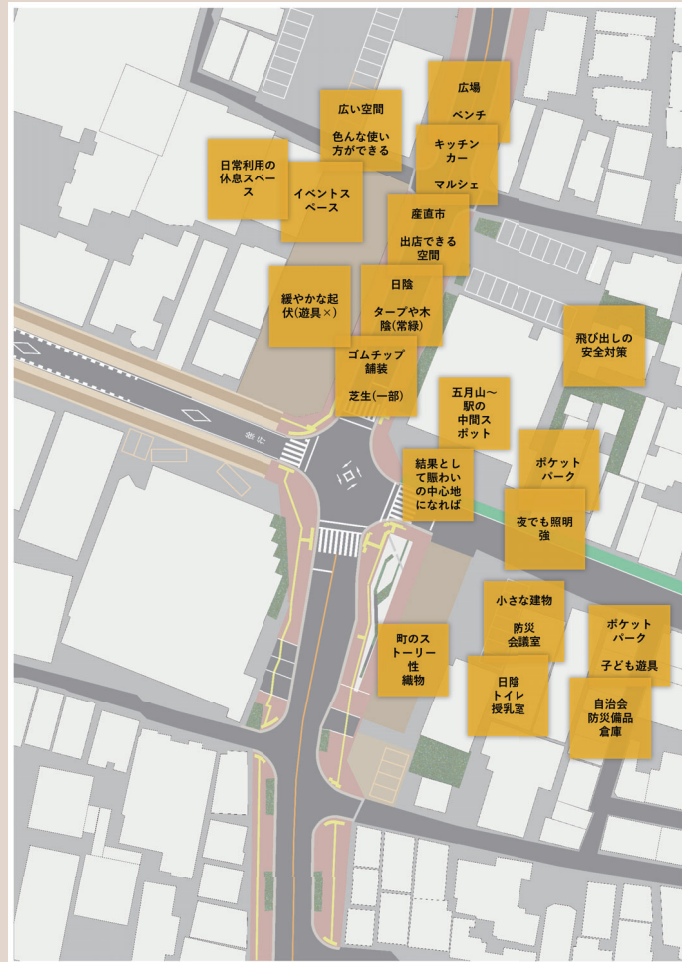 広場
ベンチ
広い空間
色んな使い
方ができる
キッチン
カー
マルシェ
日常利用の
休息スペー
ス
イベントス
ペース
産直市
出店できる
空間
緩やかな起
伏(遊具×)
日陰
タープや木
陰(常緑)
飛び出しの
安全対策
ゴムチップ
舗装
芝生(一部)
五月山〜
駅の
中間ス
ポット
結果とし
て賑わい
の中心地
になれば
ポケット
パーク
夜でも照明
強
小さな建物
防災
会議室
ポケット
パーク
子ども遊具
町のス
トーリー
性
織物
日陰
トイレ
授乳室
自治会
防災備品
倉庫